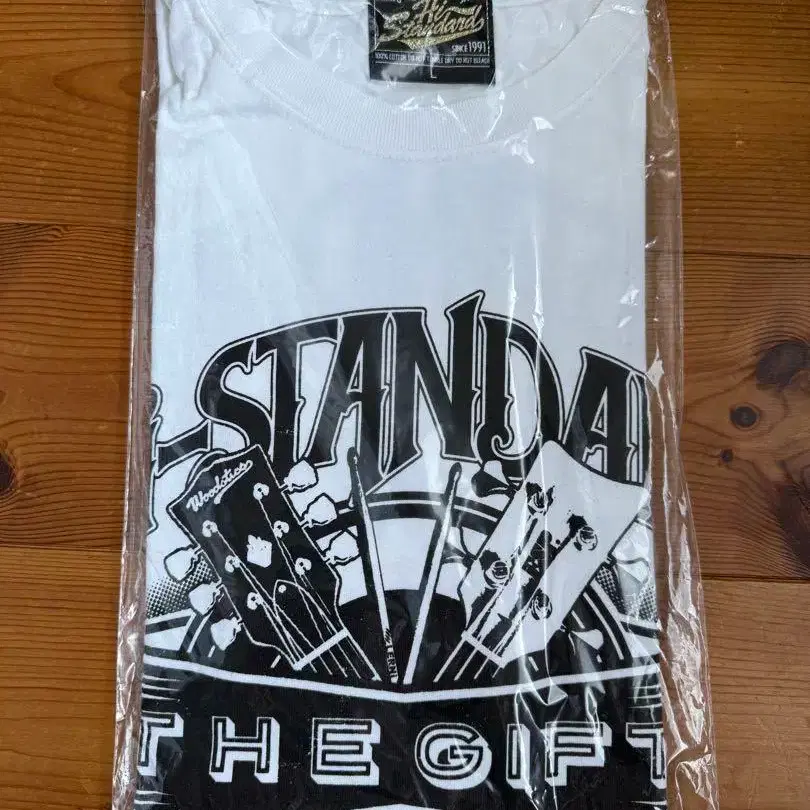 Hi-
Standard
SINCE 1991
L
-STANDA
Woodstics
THE GIFT